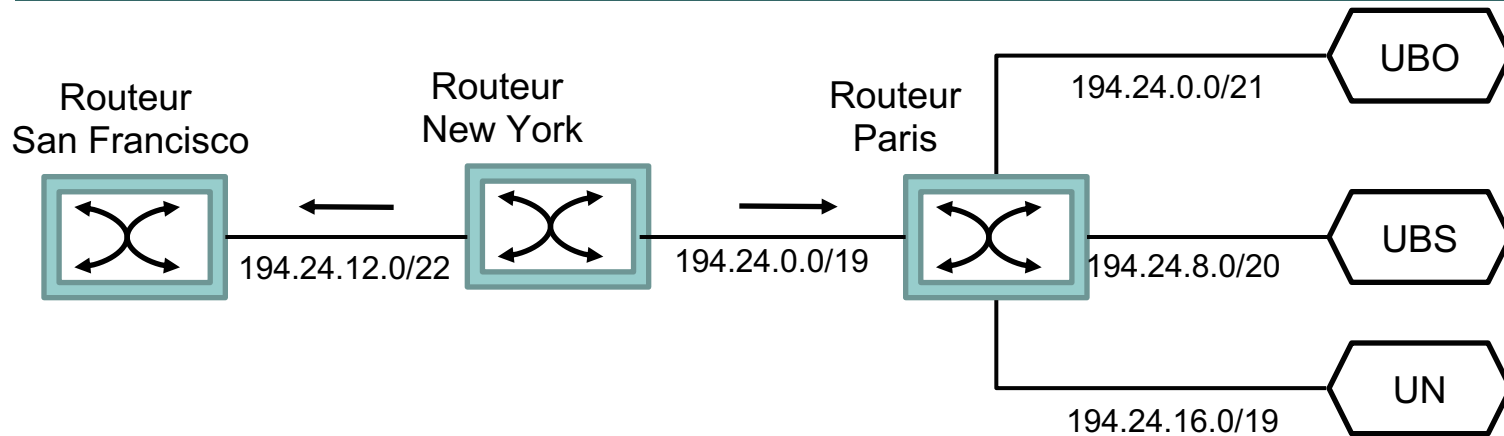 Routeur
San Francisco
Routeur
New York
Routeur
Paris
194.24.12.0/22
194.24.0.0/19
194.24.0.0/21
UBO
194.24.8.0/20
UBS
194.24.16.0/19
UN